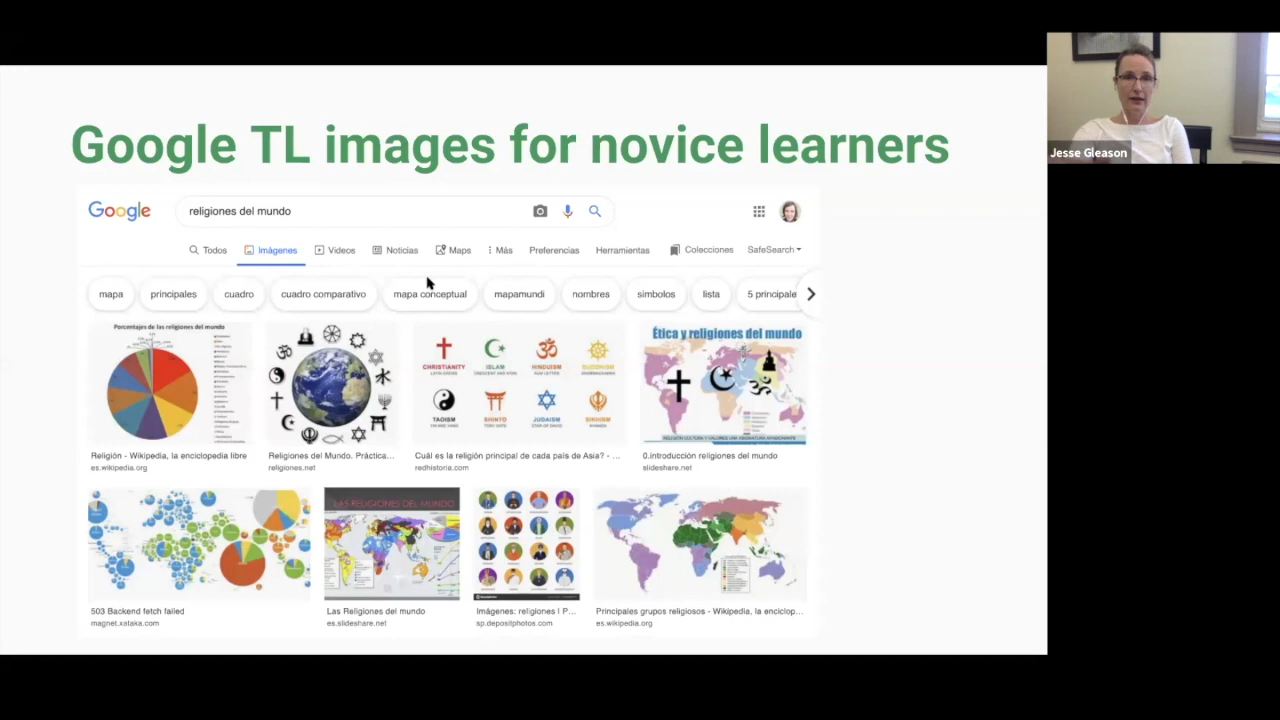 Google TL images for novice learners
Google
religiones del mundo
Todos
Imágenes
Videos
Noticias
Maps
Más
Preferencias
Herramientas
Colecciones
SafeSearch
mapa
principales
cuadro
cuadro comparativo
mapa conceptual
mapamundi
nombres
símbolos
lista
5 principale
Porcentajes de las religiones del mundo
CHRISTIANITY
ISLAM
HINDUISM
BUDDHISM
TAOISM
SHINTO
JUDAISM
SIKHISM
Ética y religiones del mundo
Religión - Wikipedia, la enciclopedia libre
es.wikipedia.org
Religiones del Mundo. Práctica...
religiones.net
Cuál es la religión principal de cada país de Asia? - ...
redhistoria.com
0.introducción religiones del mundo
slideshare.net
LAS RELIGIONES DEL MUNDO
503 Backend fetch failed
magnet.xataka.com
Las Religiones del mundo
es.slideshare.net
Imágenes: religiones | P...
sp.depositphotos.com
Principales grupos religiosos - Wikipedia, la enciclop...
es.wikipedia.org
Jesse Gleason